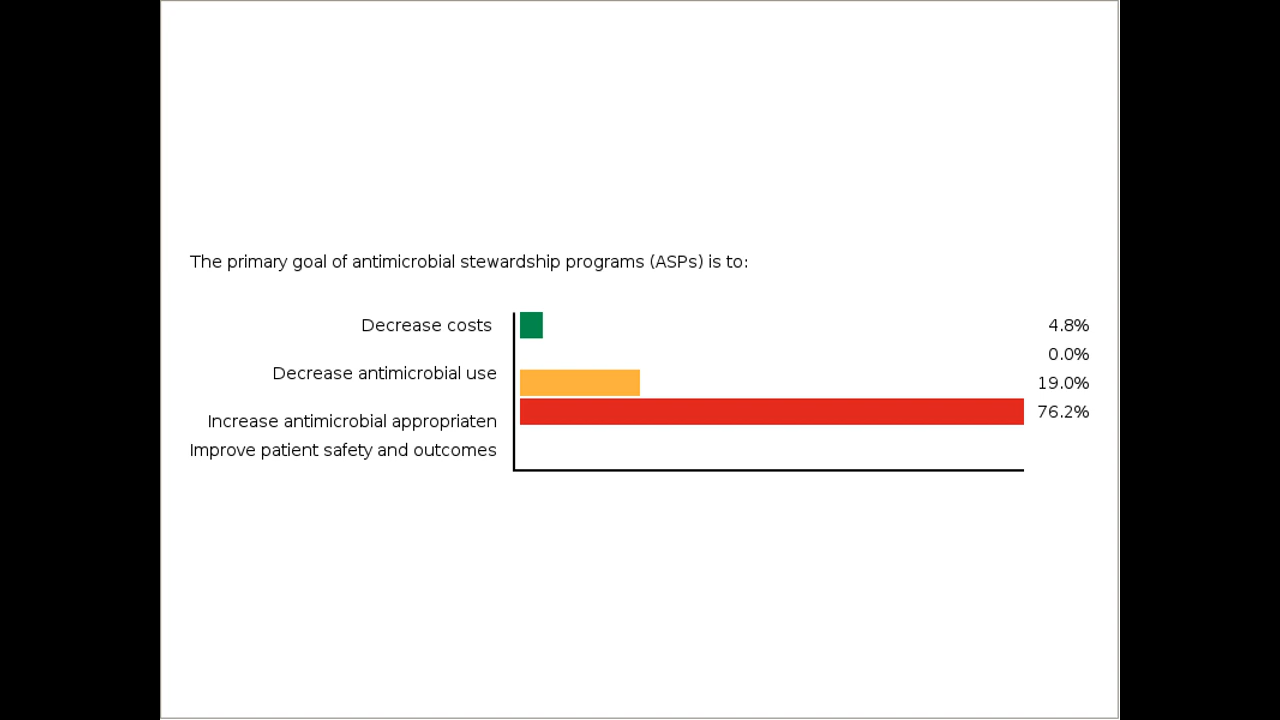 The primary goal of antimicrobial stewardship programs (ASPs) is to:
Decrease costs 4.8%
0.0%
Decrease antimicrobial use 19.0%
Increase antimicrobial appropriaten 76.2%
Improve patient safety and outcomes